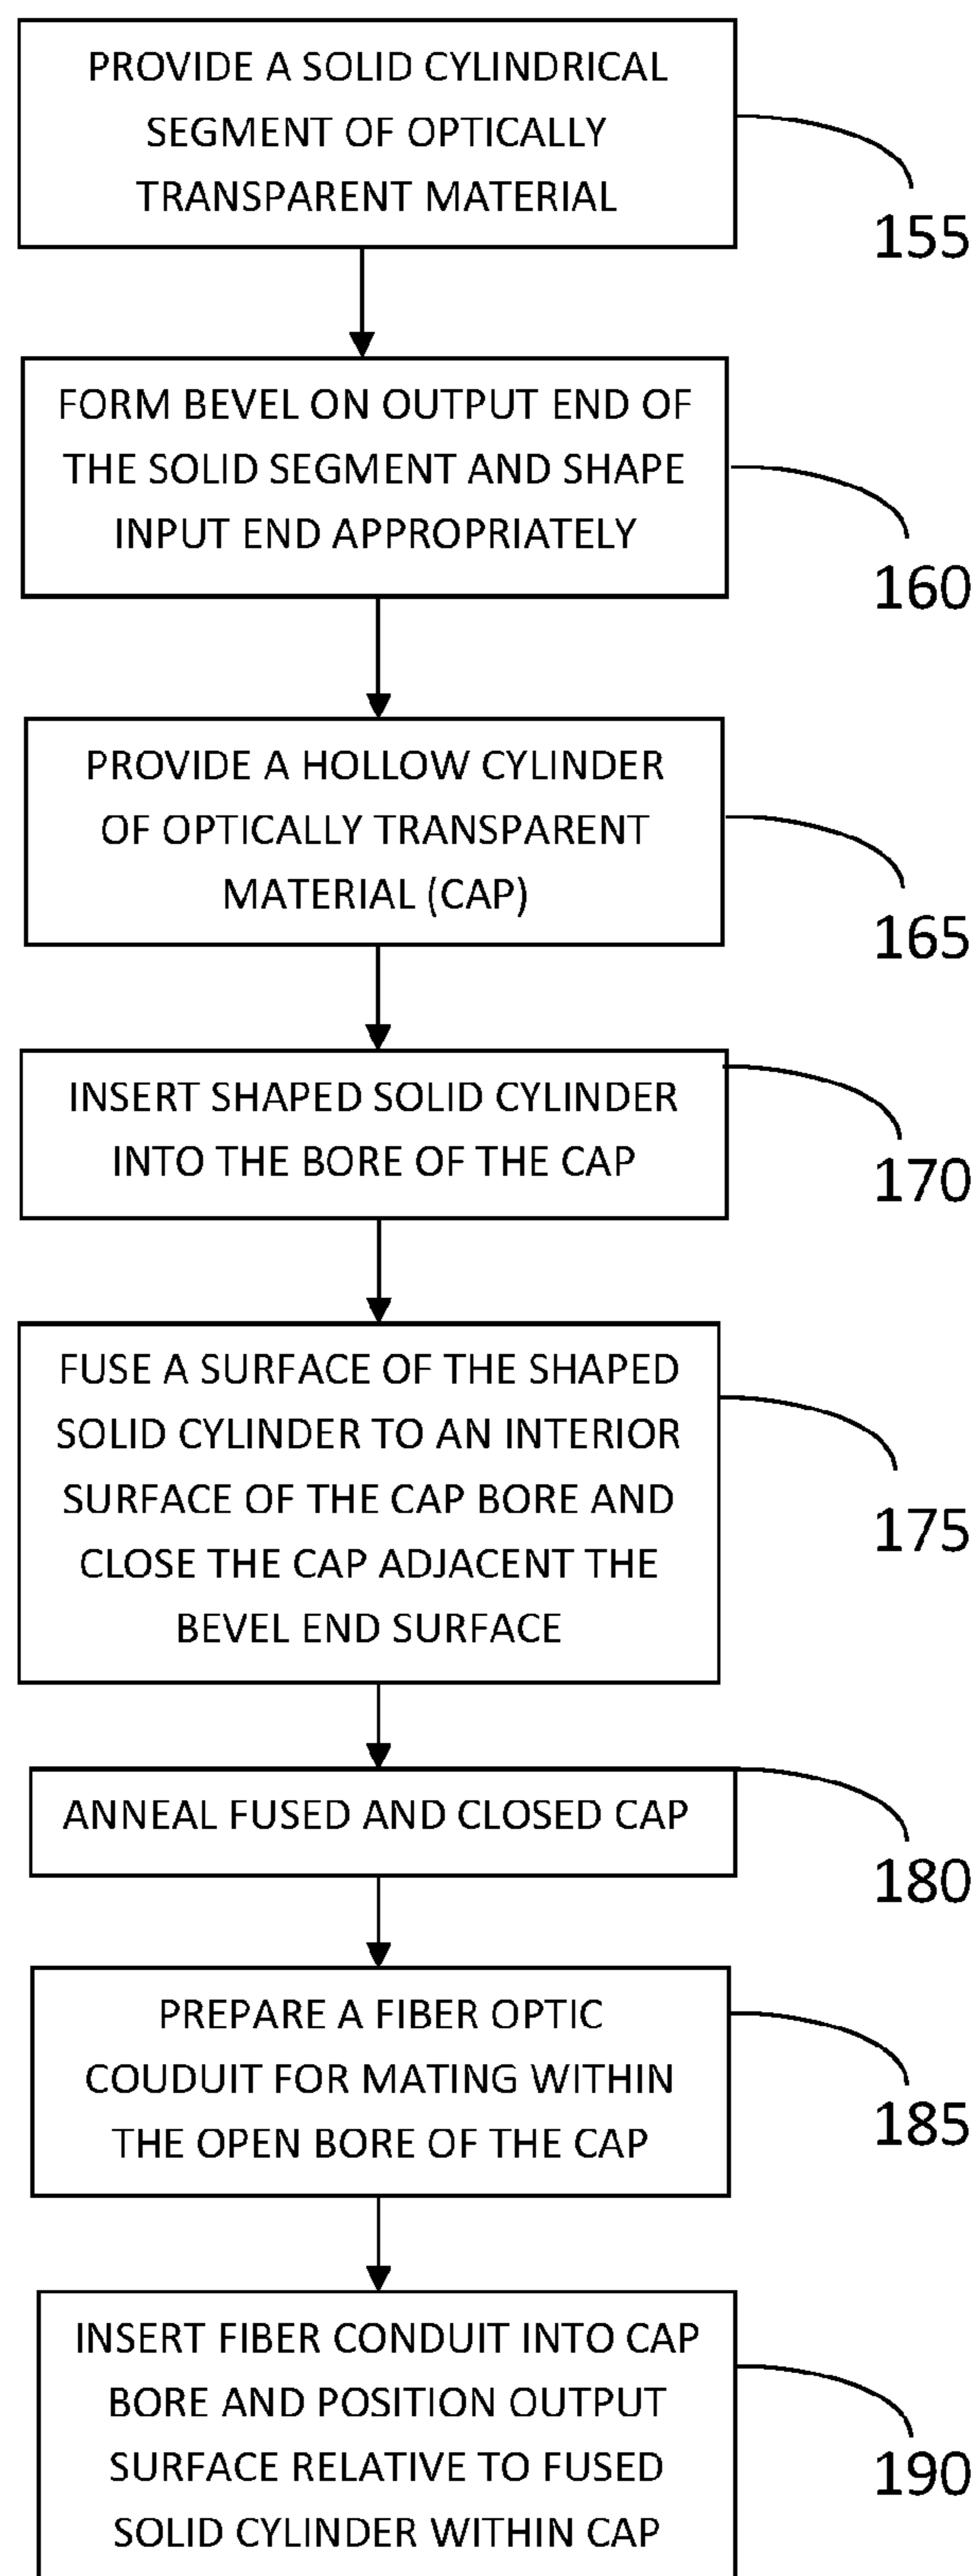 PROVIDE A SOLID CYLINDRICAL
SEGMENT OF OPTICALLY
TRANSPARENT MATERIAL
155
FORM BEVEL ON OUTPUT END OF
THE SOLID SEGMENT AND SHAPE
INPUT END APPROPRIATELY
160
PROVIDE A HOLLOW CYLINDER
OF OPTICALLY TRANSPARENT
MATERIAL (CAP)
165
INSERT SHAPED SOLID CYLINDER
INTO THE BORE OF THE CAP
170
FUSE A SURFACE OF THE SHAPED
SOLID CYLINDER TO AN INTERIOR
SURFACE OF THE CAP BORE AND
CLOSE THE CAP ADJACENT THE
BEVEL END SURFACE
175
ANNEAL FUSED AND CLOSED CAP
180
PREPARE A FIBER OPTIC
COUDUIT FOR MATING WITHIN
THE OPEN BORE OF THE CAP
185
INSERT FIBER CONDUIT INTO CAP
BORE AND POSITION OUTPUT
SURFACE RELATIVE TO FUSED
SOLID CYLINDER WITHIN CAP
190